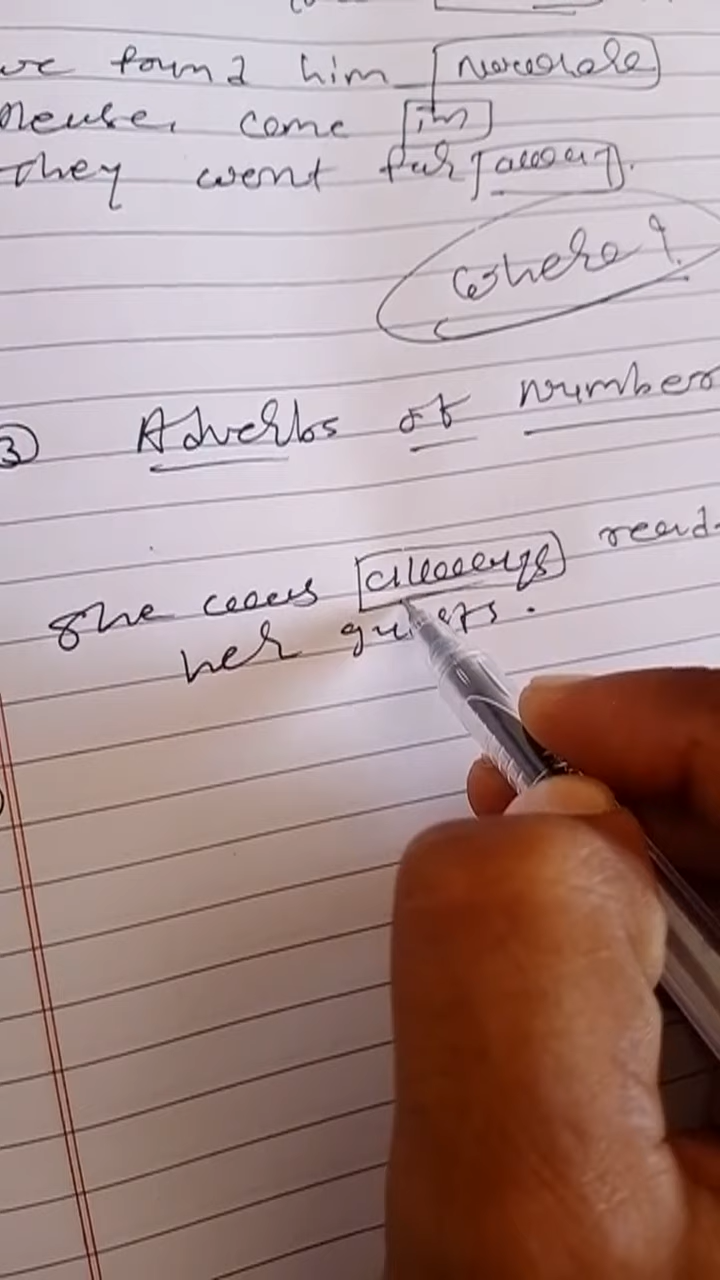 we found him nowhere
Please, come in
They went far away.
where?
3 Adverbs of number
She was always read
her guests.